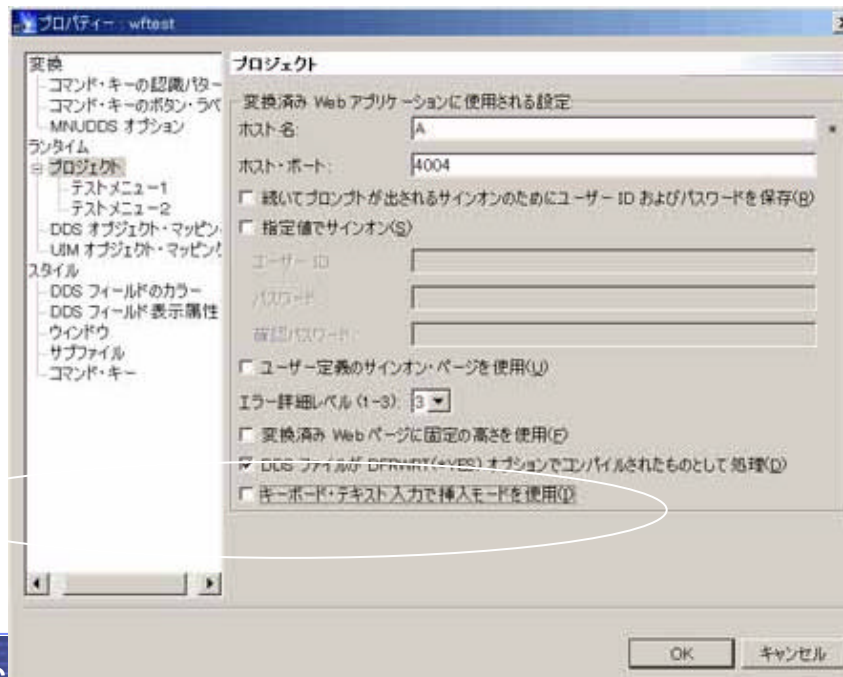 プロパティー : wftest
変換
コマンド・キーの認識パター
コマンド・キーのボタン・ラベ
MNUDDS オプション
ランタイム
プロジェクト
テストメニュー1
テストメニュー2
DDS オブジェクト・マッピン
UIM オブジェクト・マッピング
スタイル
DDS フィールドのカラー
DDS フィールド表示属性
ウィンドウ
サブファイル
コマンド・キー
プロジェクト
変換済み Web アプリケーションに使用される設定
ホスト名: A *
ホスト・ポート: 4004
続いてプロンプトが出されるサインオンのためにユーザー ID およびパスワードを保存(R)
指定値でサインオン(S)
ユーザー ID
パスワード
確認パスワード:
ユーザー定義のサインオン・ページを使用(U)
エラー詳細レベル (1-3): 3
変換済み Web ページに固定の高さを使用(F)
DDS ファイルが DFRWRT(*YES) オプションでコンパイルされたものとして処理(D)
キーボード・テキスト入力で挿入モードを使用(I)
OK キャンセル